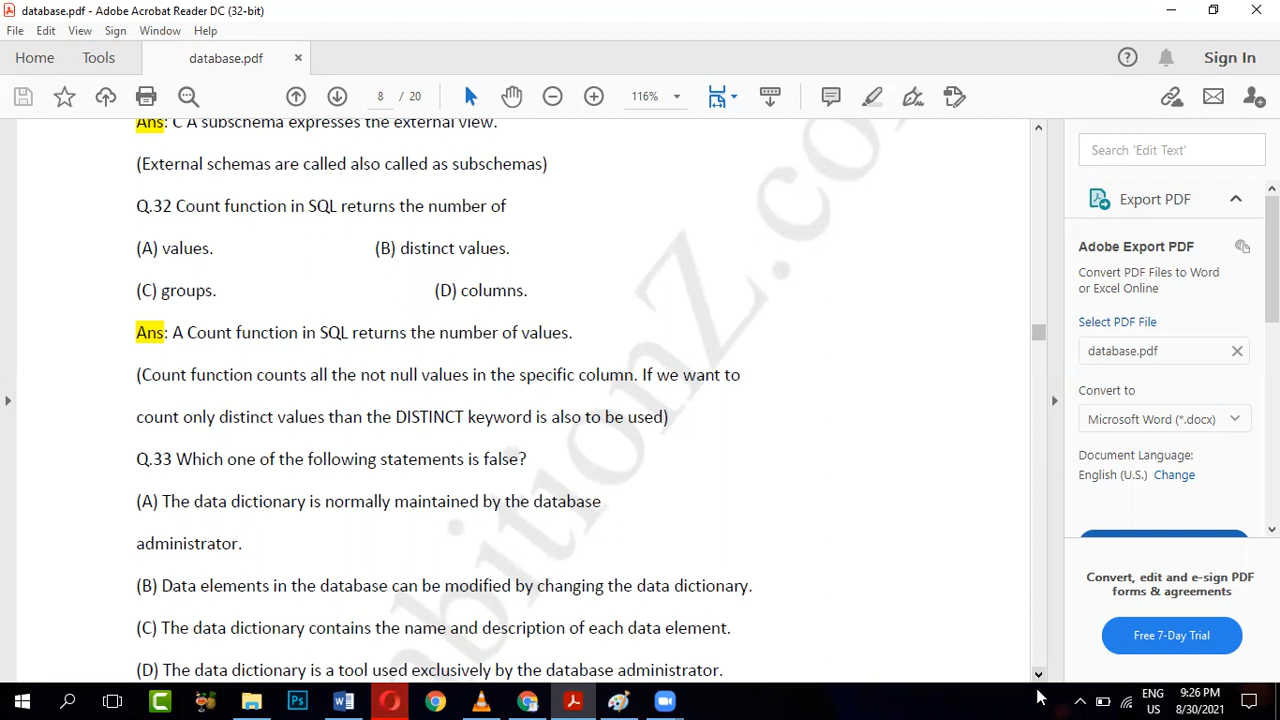 database.pdf - Adobe Acrobat Reader DC (32-bit)
File Edit View Sign Window Help
Home Tools database.pdf × Sign In
8 / 20 116%
Ans: C A subschema expresses the external view.
(External schemas are called also called as subschemas)
Q.32 Count function in SQL returns the number of
(A) values. (B) distinct values.
(C) groups. (D) columns.
Ans: A Count function in SQL returns the number of values.
(Count function counts all the not null values in the specific column. If we want to
count only distinct values than the DISTINCT keyword is also to be used)
Q.33 Which one of the following statements is false?
(A) The data dictionary is normally maintained by the database
administrator.
(B) Data elements in the database can be modified by changing the data dictionary.
(C) The data dictionary contains the name and description of each data element.
(D) The data dictionary is a tool used exclusively by the database administrator.
bitionZ.co
Search 'Edit Text'
Export PDF
Adobe Export PDF
Convert PDF Files to Word
or Excel Online
Select PDF File
database.pdf
Convert to
Microsoft Word (*.docx)
Document Language:
English (U.S.) Change
Convert, edit and e-sign PDF
forms & agreements
Free 7-Day Trial
Ps W
ENG 9:26 PM
US 8/30/2021